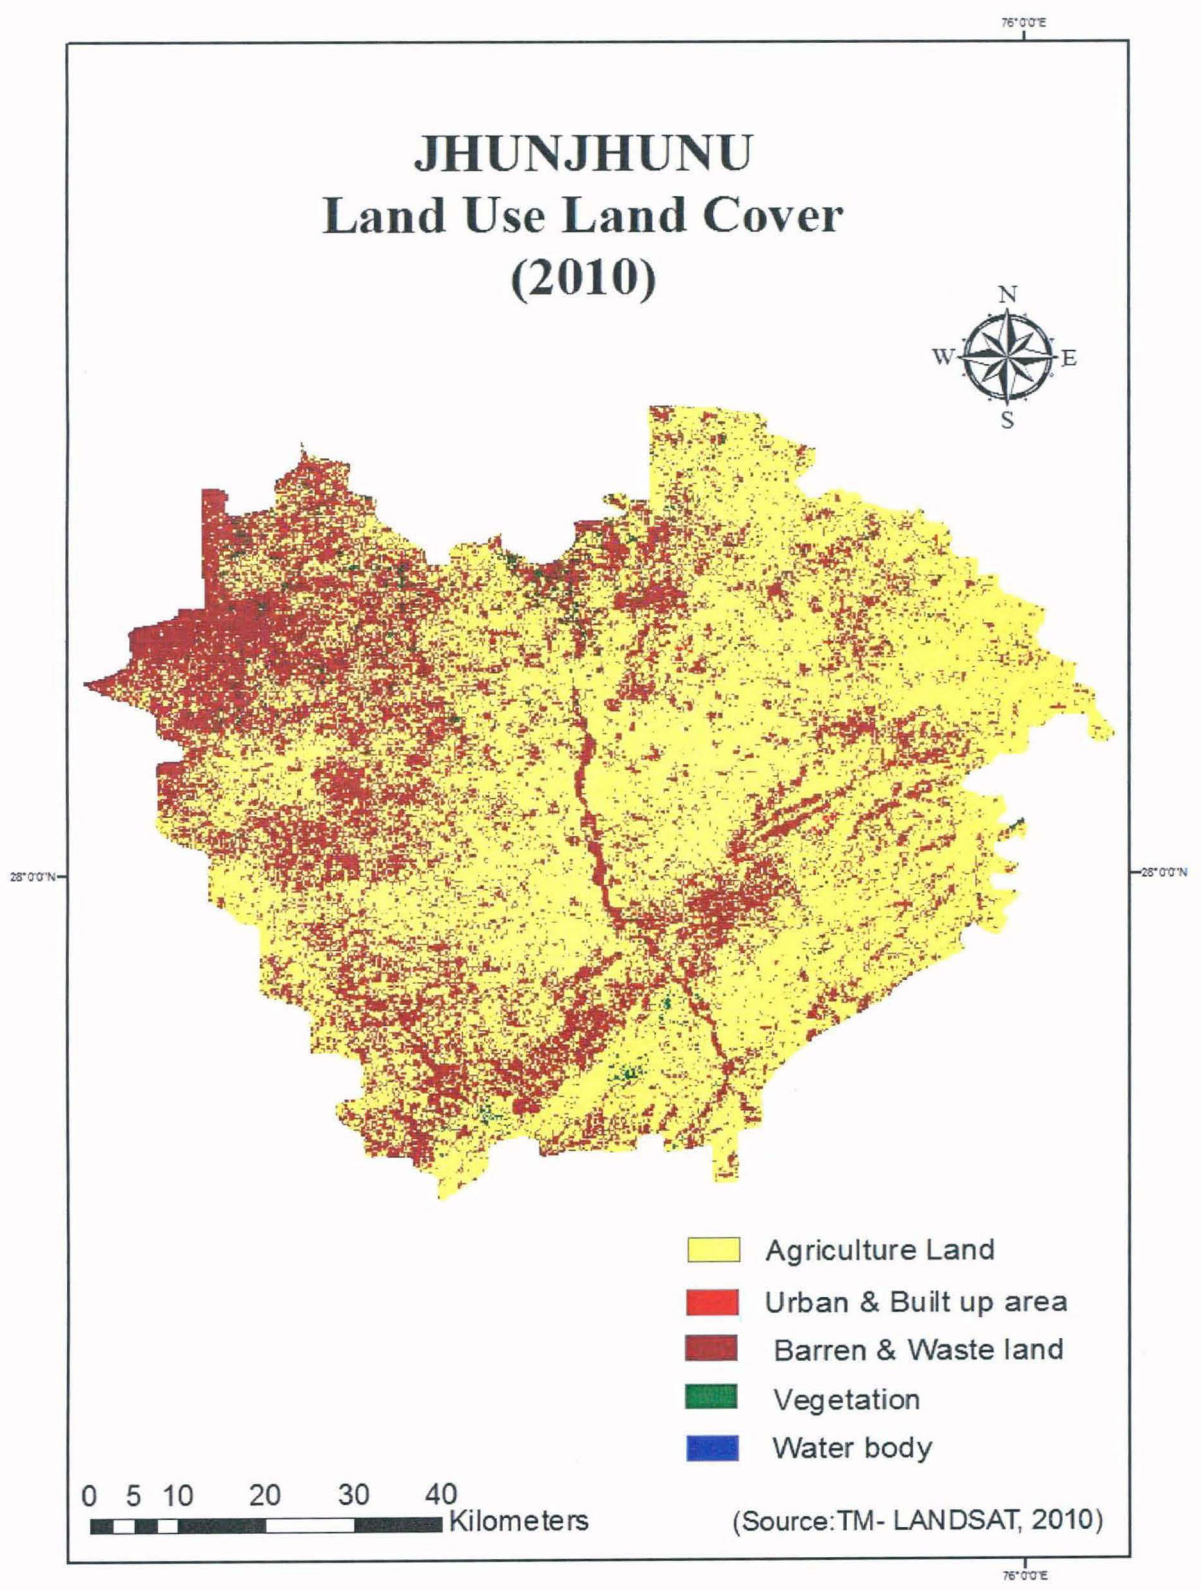 76°0'0"E
JHUNJHUNU
Land Use Land Cover
(2010)
N
W E
S
28°0'0"N
28°0'0"N
Agriculture Land
Urban & Built up area
Barren & Waste land
Vegetation
Water body
0 5 10 20 30 40
Kilometers
(Source:TM- LANDSAT, 2010)
76°0'0"E